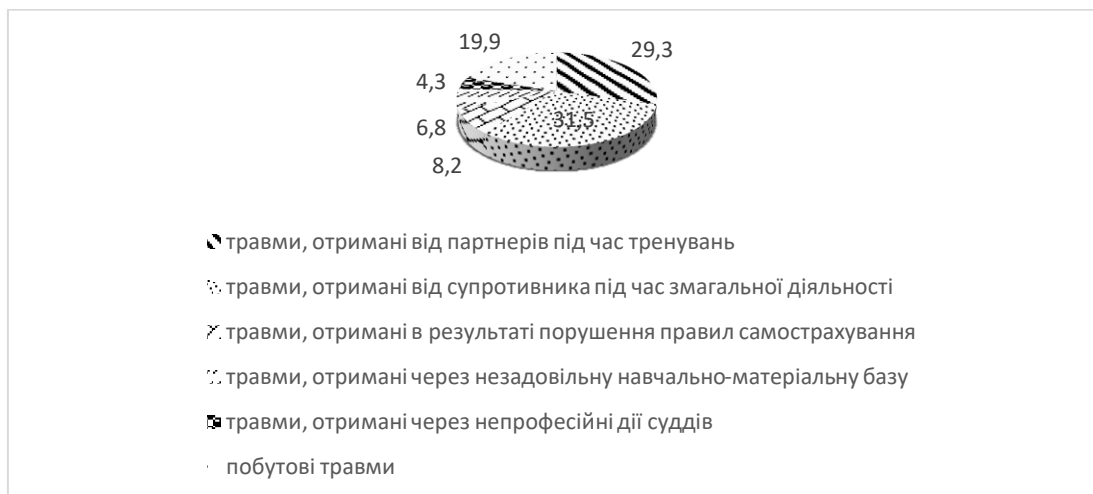 19,9
29,3
4,3
31,5
6,8
8,2
травми, отримані від партнерів під час тренувань
травми, отримані від супротивника під час змагальної діяльності
травми, отримані в результаті порушення правил самострахування
травми, отримані через незадовільну навчально-матеріальну базу
травми, отримані через непрофесійні дії суддів
побутові травми